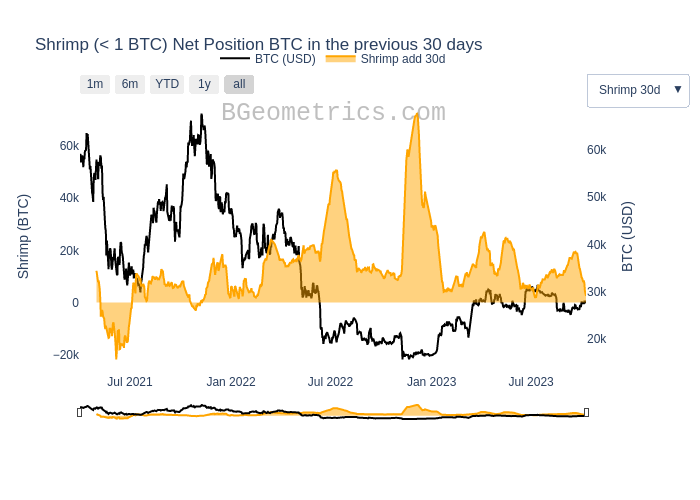 Shrimp (< 1 BTC) Net Position BTC in the previous 30 days
BTC (USD) Shrimp add 30d
1m 6m YTD 1y all
Shrimp 30d ▼
BGeometrics.com
60k
40k
20k
0
−20k
Shrimp (BTC)
60k
50k
40k
30k
20k
BTC (USD)
Jul 2021 Jan 2022 Jul 2022 Jan 2023 Jul 2023